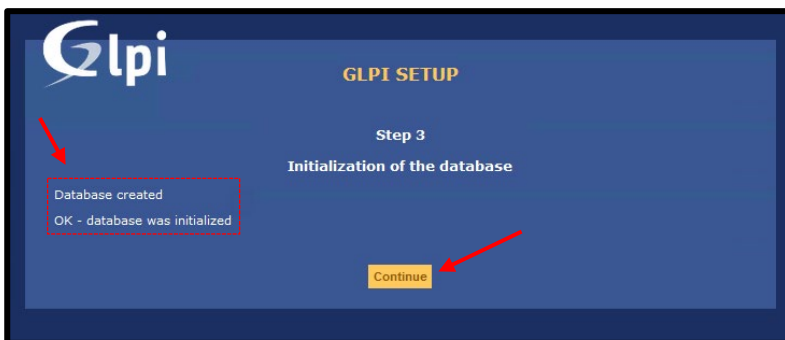 Glpi
GLPI SETUP
Step 3
Initialization of the database
Database created
OK - database was initialized
Continue